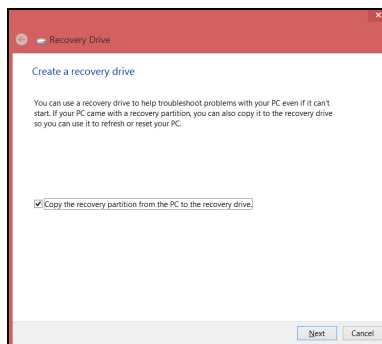 Recovery Drive
Create a recovery drive
You can use a recovery drive to help troubleshoot problems with your PC even if it can't
start. If your PC came with a recovery partition, you can also copy it to the recovery drive
so you can use it to refresh or reset your PC.
Copy the recovery partition from the PC to the recovery drive.
Next Cancel